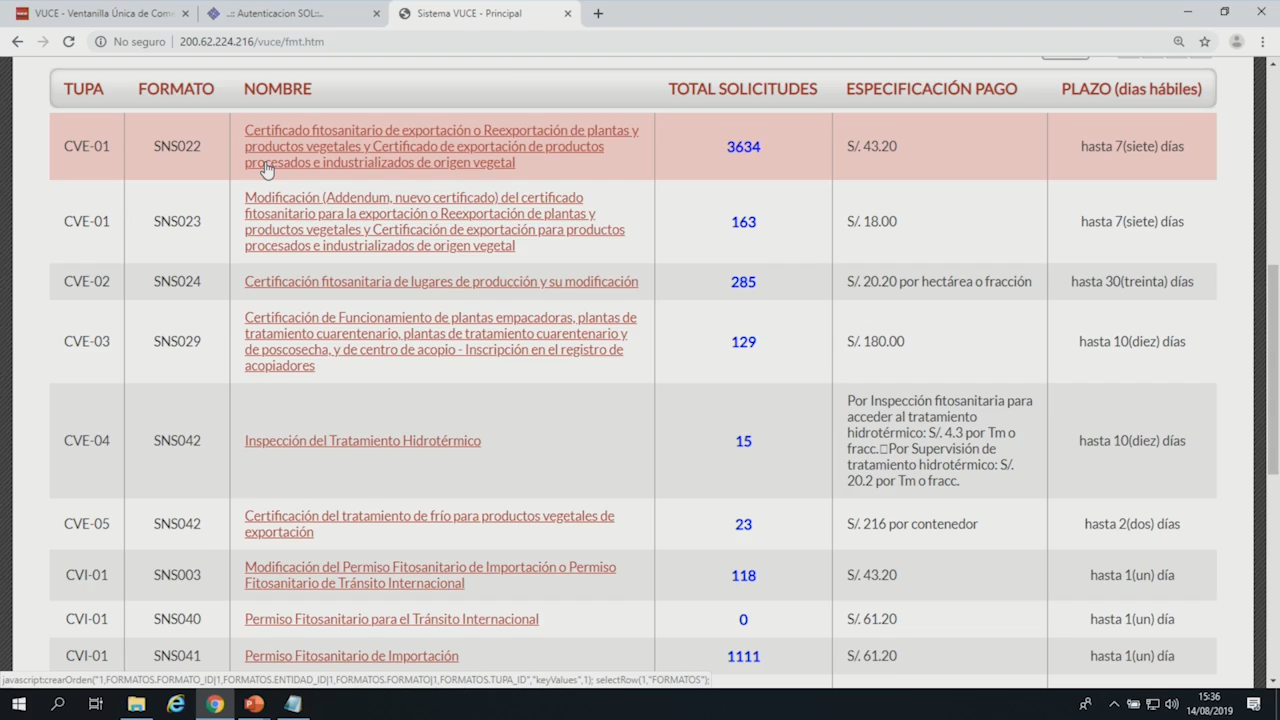 VUCE - Ventanilla Única de Come
..:: Autenticacion SOL::..
Sistema VUCE - Principal
No seguro
200.62.224.216/vuce/fmt.htm
TUPA FORMATO NOMBRE TOTAL SOLICITUDES ESPECIFICACIÓN PAGO PLAZO (dias hábiles)
CVE-01 SNS022
Certificado fitosanitario de exportación o Reexportación de plantas y
productos vegetales y Certificado de exportación de productos
procesados e industrializados de origen vegetal
3634 S/. 43.20 hasta 7(siete) días
CVE-01 SNS023
Modificación (Addendum, nuevo certificado) del certificado
fitosanitario para la exportación o Reexportación de plantas y
productos vegetales y Certificación de exportación para productos
procesados e industrializados de origen vegetal
163 S/. 18.00 hasta 7(siete) días
CVE-02 SNS024 Certificación fitosanitaria de lugares de producción y su modificación 285 S/. 20.20 por hectárea o fracción hasta 30(treinta) días
CVE-03 SNS029
Certificación de Funcionamiento de plantas empacadoras, plantas de
tratamiento cuarentenario, plantas de tratamiento cuarentenario y
de poscosecha, y de centro de acopio - Inscripción en el registro de
acopiadores
129 S/. 180.00 hasta 10(diez) días
CVE-04 SNS042 Inspección del Tratamiento Hidrotérmico 15
Por Inspección fitosanitaria para
acceder al tratamiento
hidrotérmico: S/. 4.3 por Tm o
fracc.□Por Supervisión de
tratamiento hidrotérmico: S/.
20.2 por Tm o fracc.
hasta 10(diez) días
CVE-05 SNS042
Certificación del tratamiento de frío para productos vegetales de
exportación
23 S/. 216 por contenedor hasta 2(dos) días
CVI-01 SNS003
Modificación del Permiso Fitosanitario de Importación o Permiso
Fitosanitario de Tránsito Internacional
118 S/. 43.20 hasta 1(un) día
CVI-01 SNS040 Permiso Fitosanitario para el Tránsito Internacional 0 S/. 61.20 hasta 1(un) día
CVI-01 SNS041 Permiso Fitosanitario de Importación 1111 S/. 61.20 hasta 1(un) día
javascript:crearOrden("1,FORMATOS.FORMATO_ID|1,FORMATOS.ENTIDAD_ID|1,FORMATOS.FORMATO|1,FORMATOS.TUPA_ID","keyValues",1); selectRow(1,"FORMATOS");
15:36
14/08/2019